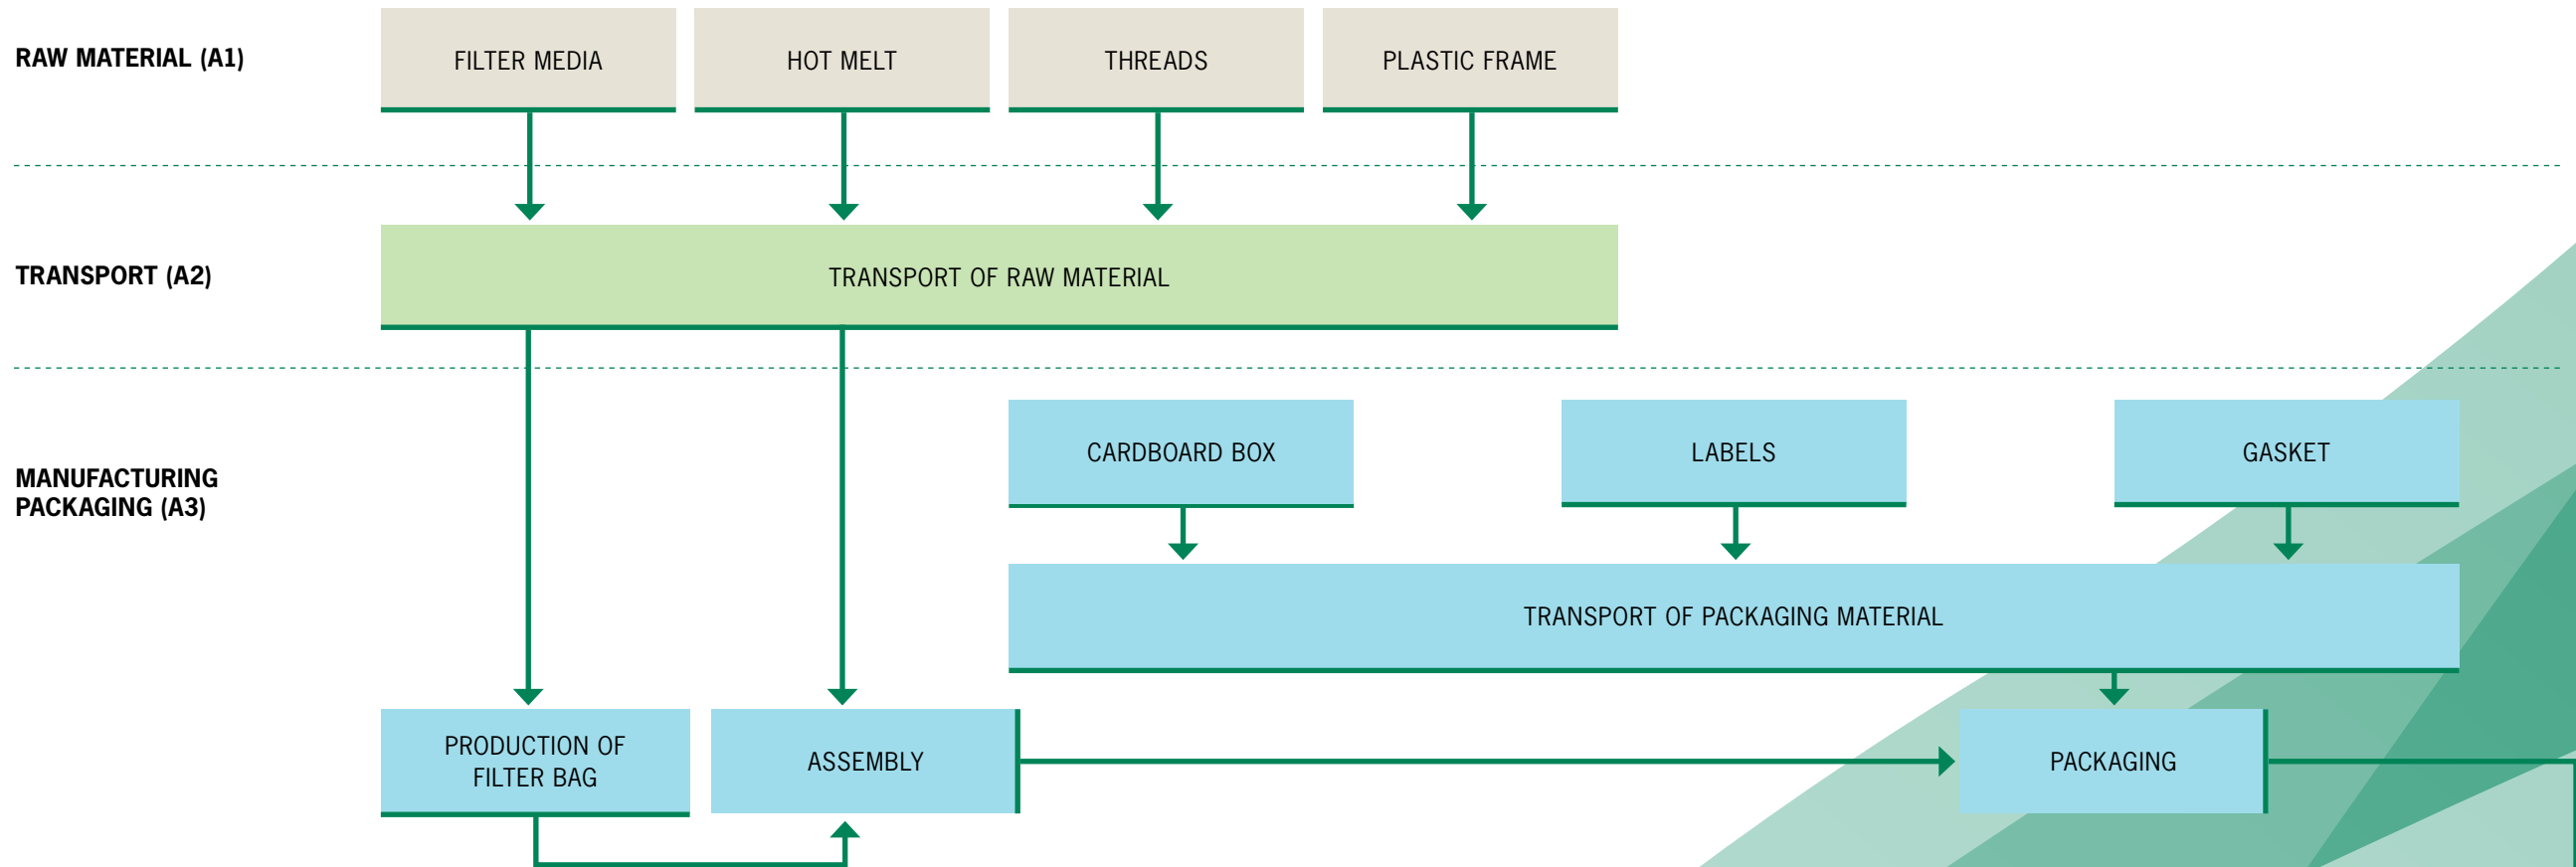 RAW MATERIAL (A1)
FILTER MEDIA
HOT MELT
THREADS
PLASTIC FRAME
TRANSPORT (A2)
TRANSPORT OF RAW MATERIAL
MANUFACTURING
PACKAGING (A3)
CARDBOARD BOX
LABELS
GASKET
TRANSPORT OF PACKAGING MATERIAL
PRODUCTION OF
FILTER BAG
ASSEMBLY
PACKAGING